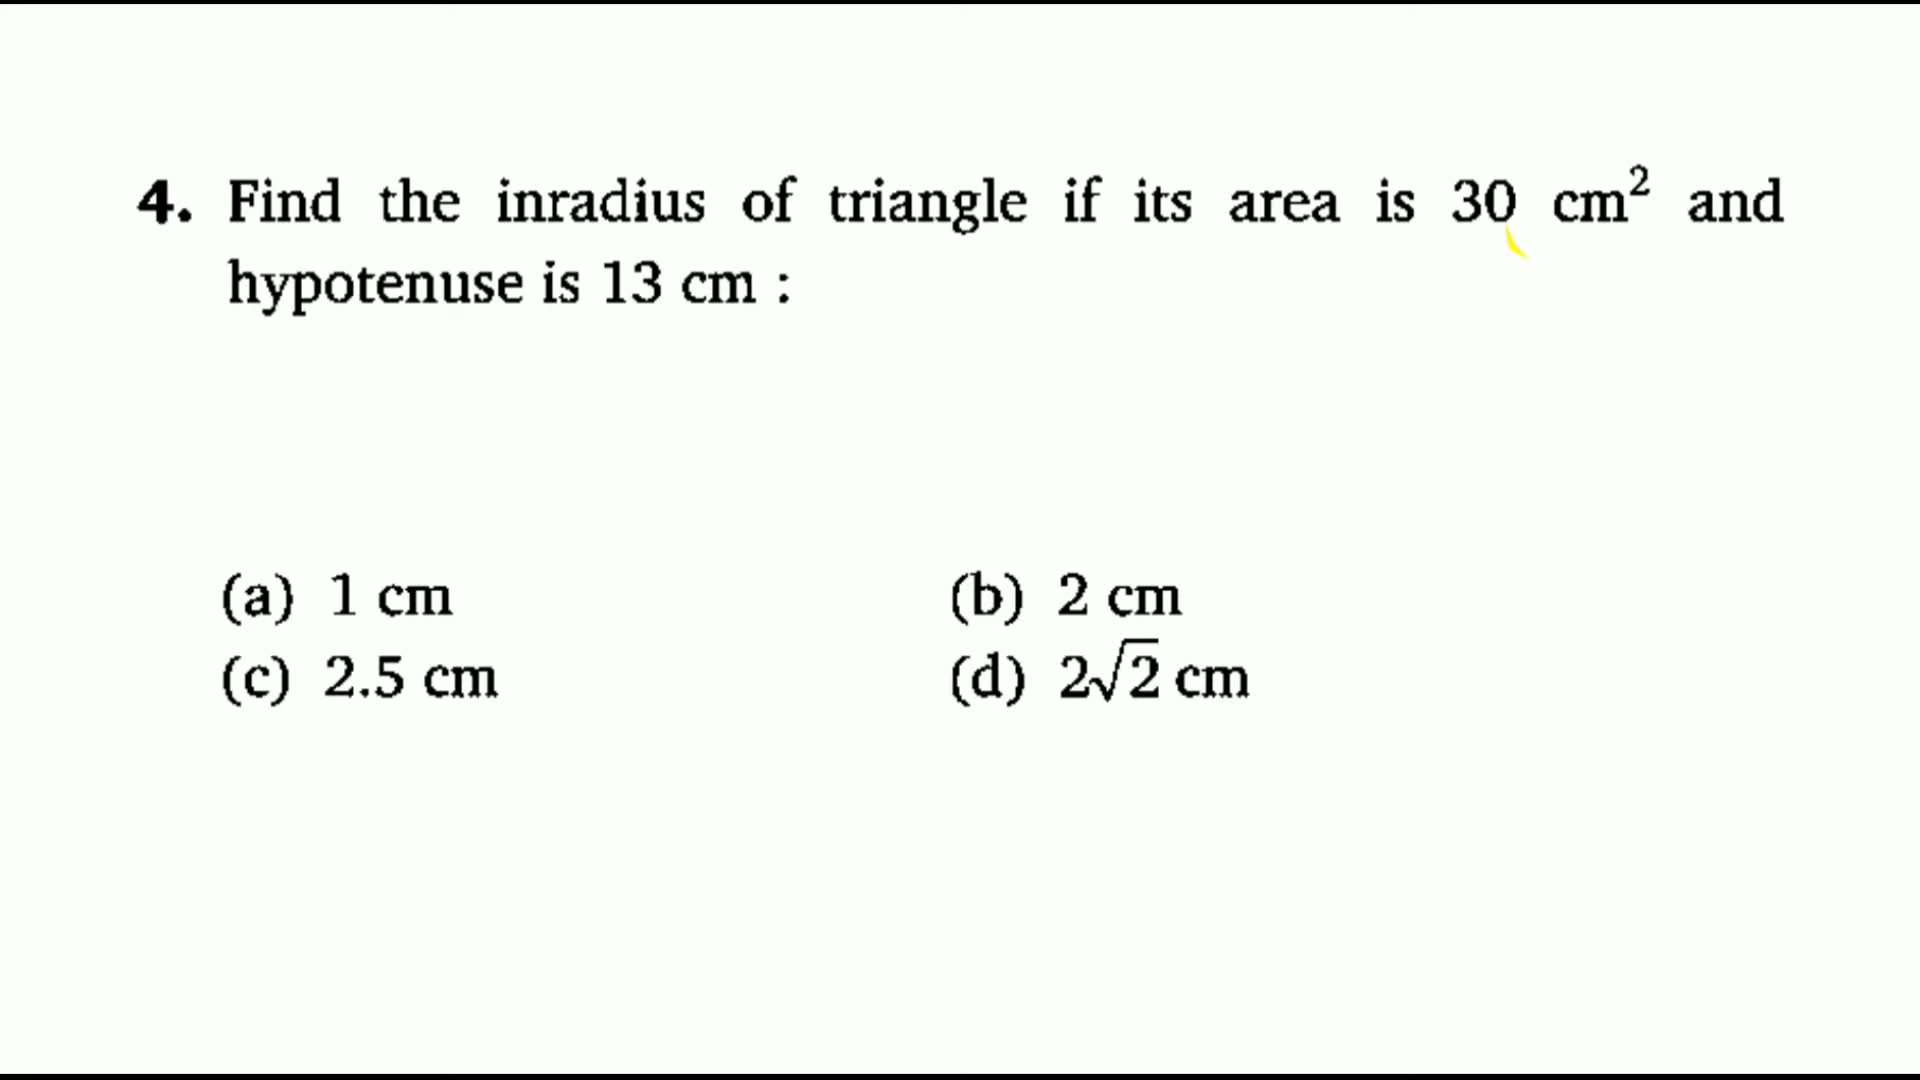 4. Find the inradius of triangle if its area is 30 cm² and
hypotenuse is 13 cm :
(a) 1 cm (b) 2 cm
(c) 2.5 cm (d) 2√2 cm